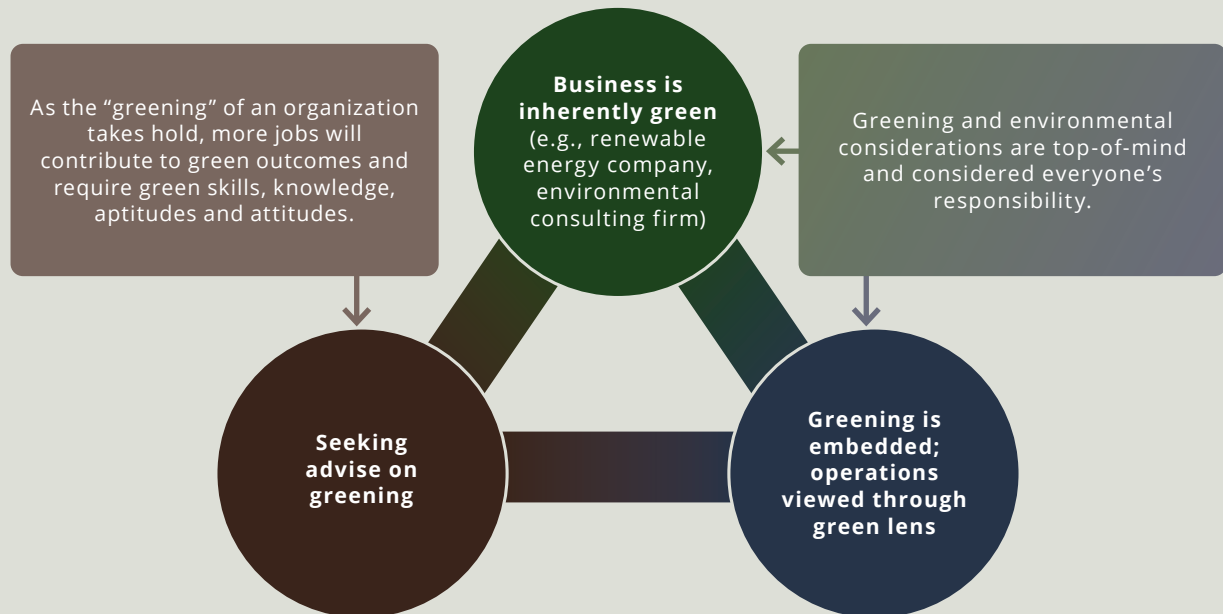 As the “greening” of an organization
takes hold, more jobs will
contribute to green outcomes and
require green skills, knowledge,
aptitudes and attitudes.
Business is
inherently green
(e.g., renewable
energy company,
environmental
consulting firm)
Greening and environmental
considerations are top-of-mind
and considered everyone’s
responsibility.
Seeking
advise on
greening
Greening is
embedded;
operations
viewed through
green lens